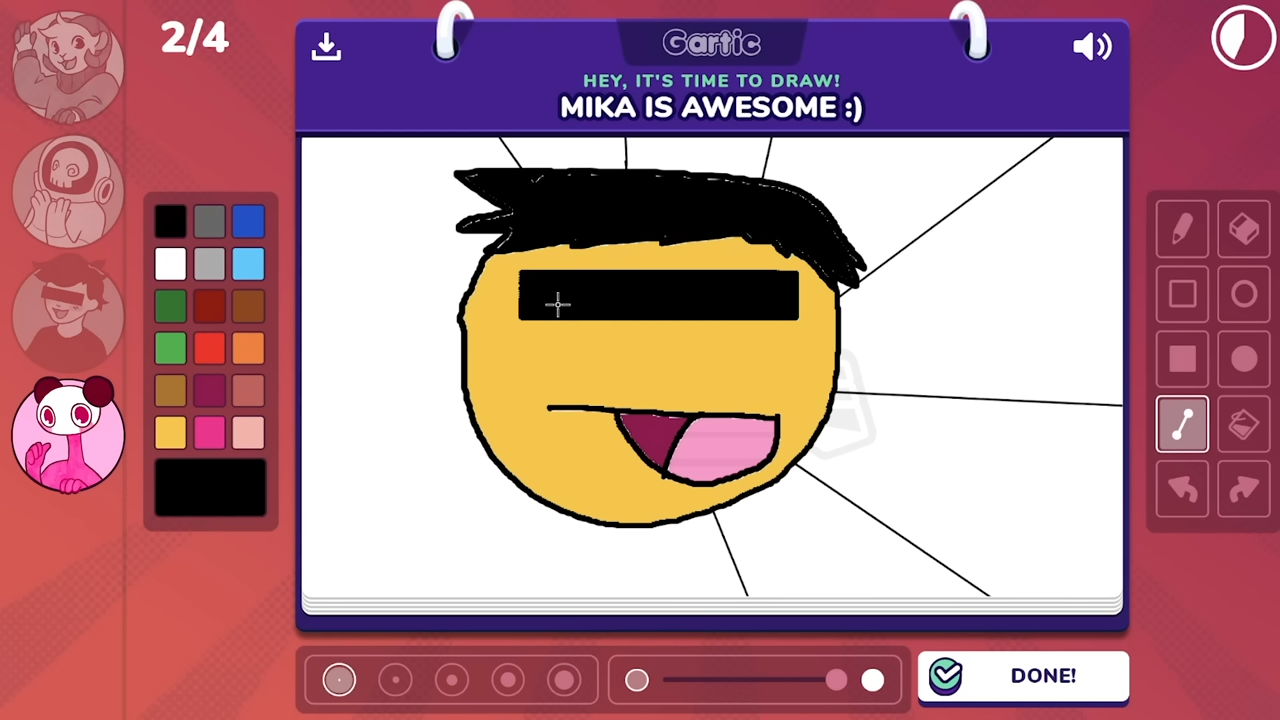 2/4
Gartic
HEY, IT'S TIME TO DRAW!
MIKA IS AWESOME :)
DONE!